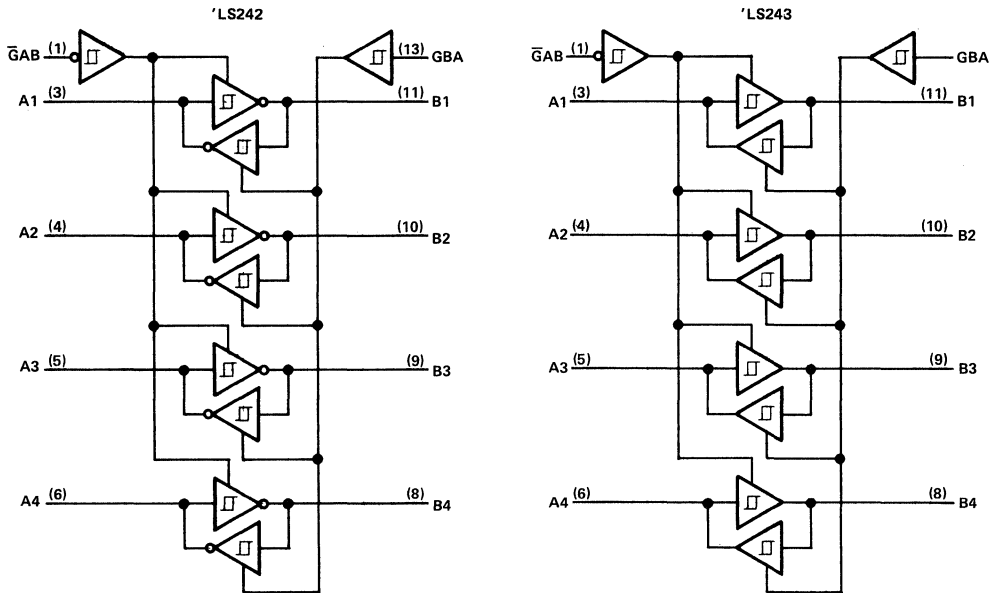 'LS242
G̅AB (1)
(13) GBA
A1 (3)
(11) B1
A2 (4)
(10) B2
A3 (5)
(9) B3
A4 (6)
(8) B4
'LS243
G̅AB (1)
GBA
A1 (3)
(11) B1
A2 (4)
(10) B2
A3 (5)
(9) B3
A4 (6)
(8) B4